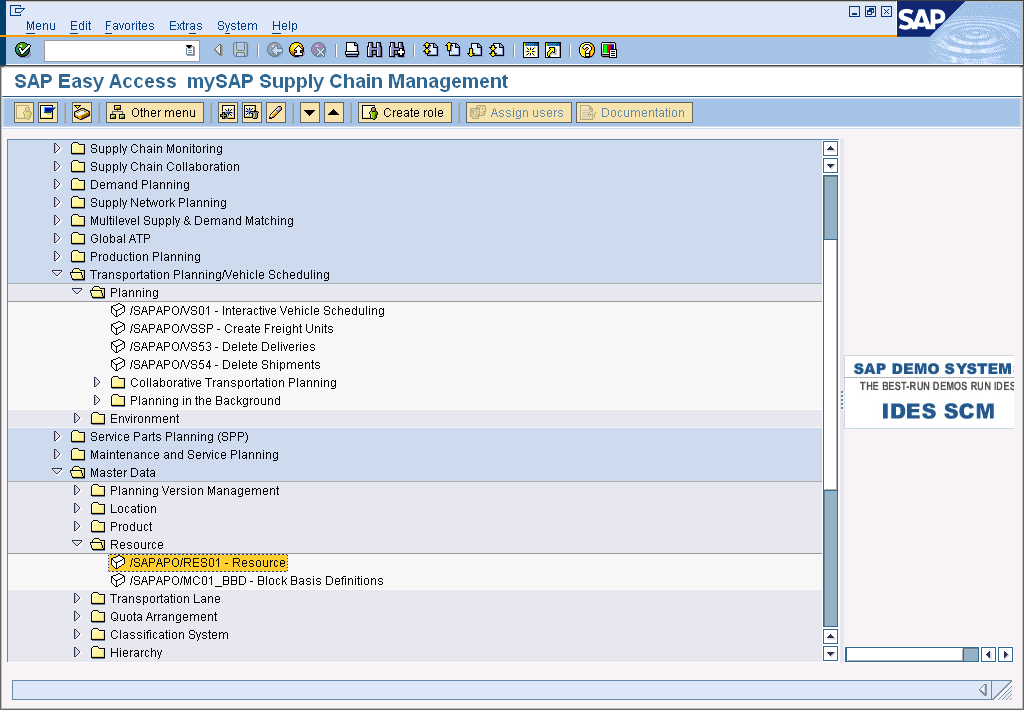 Menu Edit Favorites Extras System Help
SAP
SAP Easy Access mySAP Supply Chain Management
Other menu Create role Assign users Documentation
Supply Chain Monitoring
Supply Chain Collaboration
Demand Planning
Supply Network Planning
Multilevel Supply & Demand Matching
Global ATP
Production Planning
Transportation Planning/Vehicle Scheduling
Planning
/SAPAPO/VS01 - Interactive Vehicle Scheduling
/SAPAPO/VSSP - Create Freight Units
/SAPAPO/VS53 - Delete Deliveries
/SAPAPO/VS54 - Delete Shipments
Collaborative Transportation Planning
Planning in the Background
Environment
Service Parts Planning (SPP)
Maintenance and Service Planning
Master Data
Planning Version Management
Location
Product
Resource
/SAPAPO/RES01 - Resource
/SAPAPO/MC01_BBD - Block Basis Definitions
Transportation Lane
Quota Arrangement
Classification System
Hierarchy
SAP DEMO SYSTEM
THE BEST-RUN DEMOS RUN IDES
IDES SCM